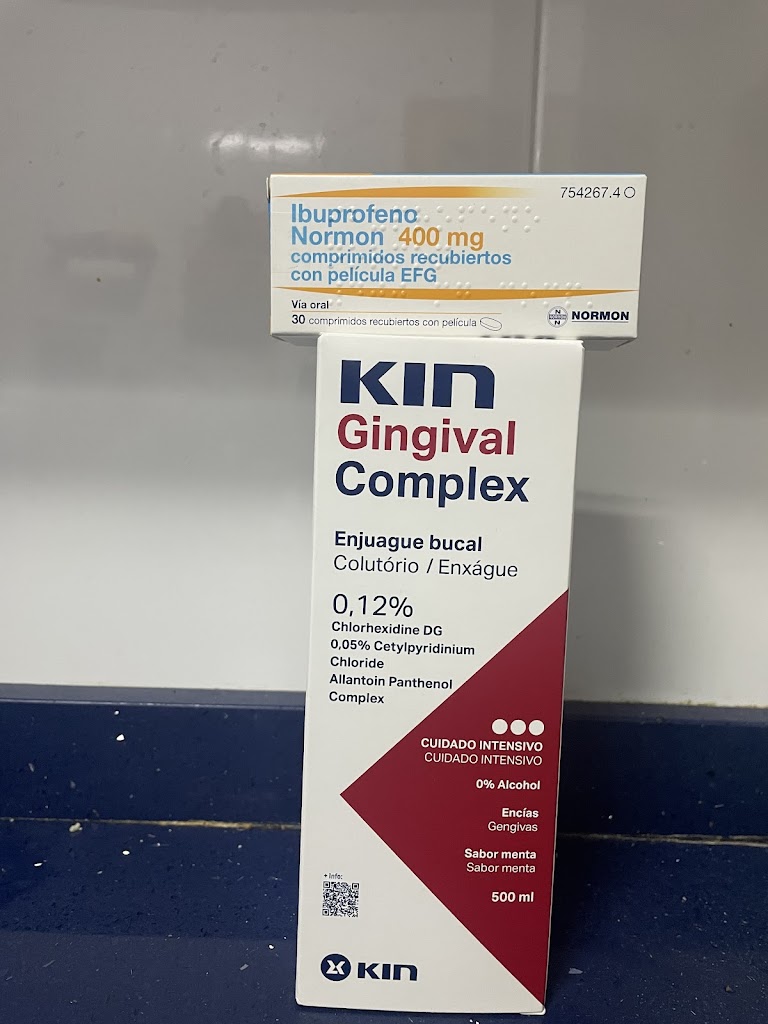 754267.4
Ibuprofeno
Normon 400 mg
comprimidos recubiertos
con película EFG
Vía oral
30 comprimidos recubiertos con película
NORMON
KIN
Gingival
Complex
Enjuague bucal
Colutório / Enxágue
0,12%
Chlorhexidine DG
0,05% Cetylpyridinium
Chloride
Allantoin Panthenol
Complex
CUIDADO INTENSIVO
CUIDADO INTENSIVO
0% Alcohol
Encías
Gengivas
Sabor menta
Sabor menta
500 ml
+ Info:
KIN